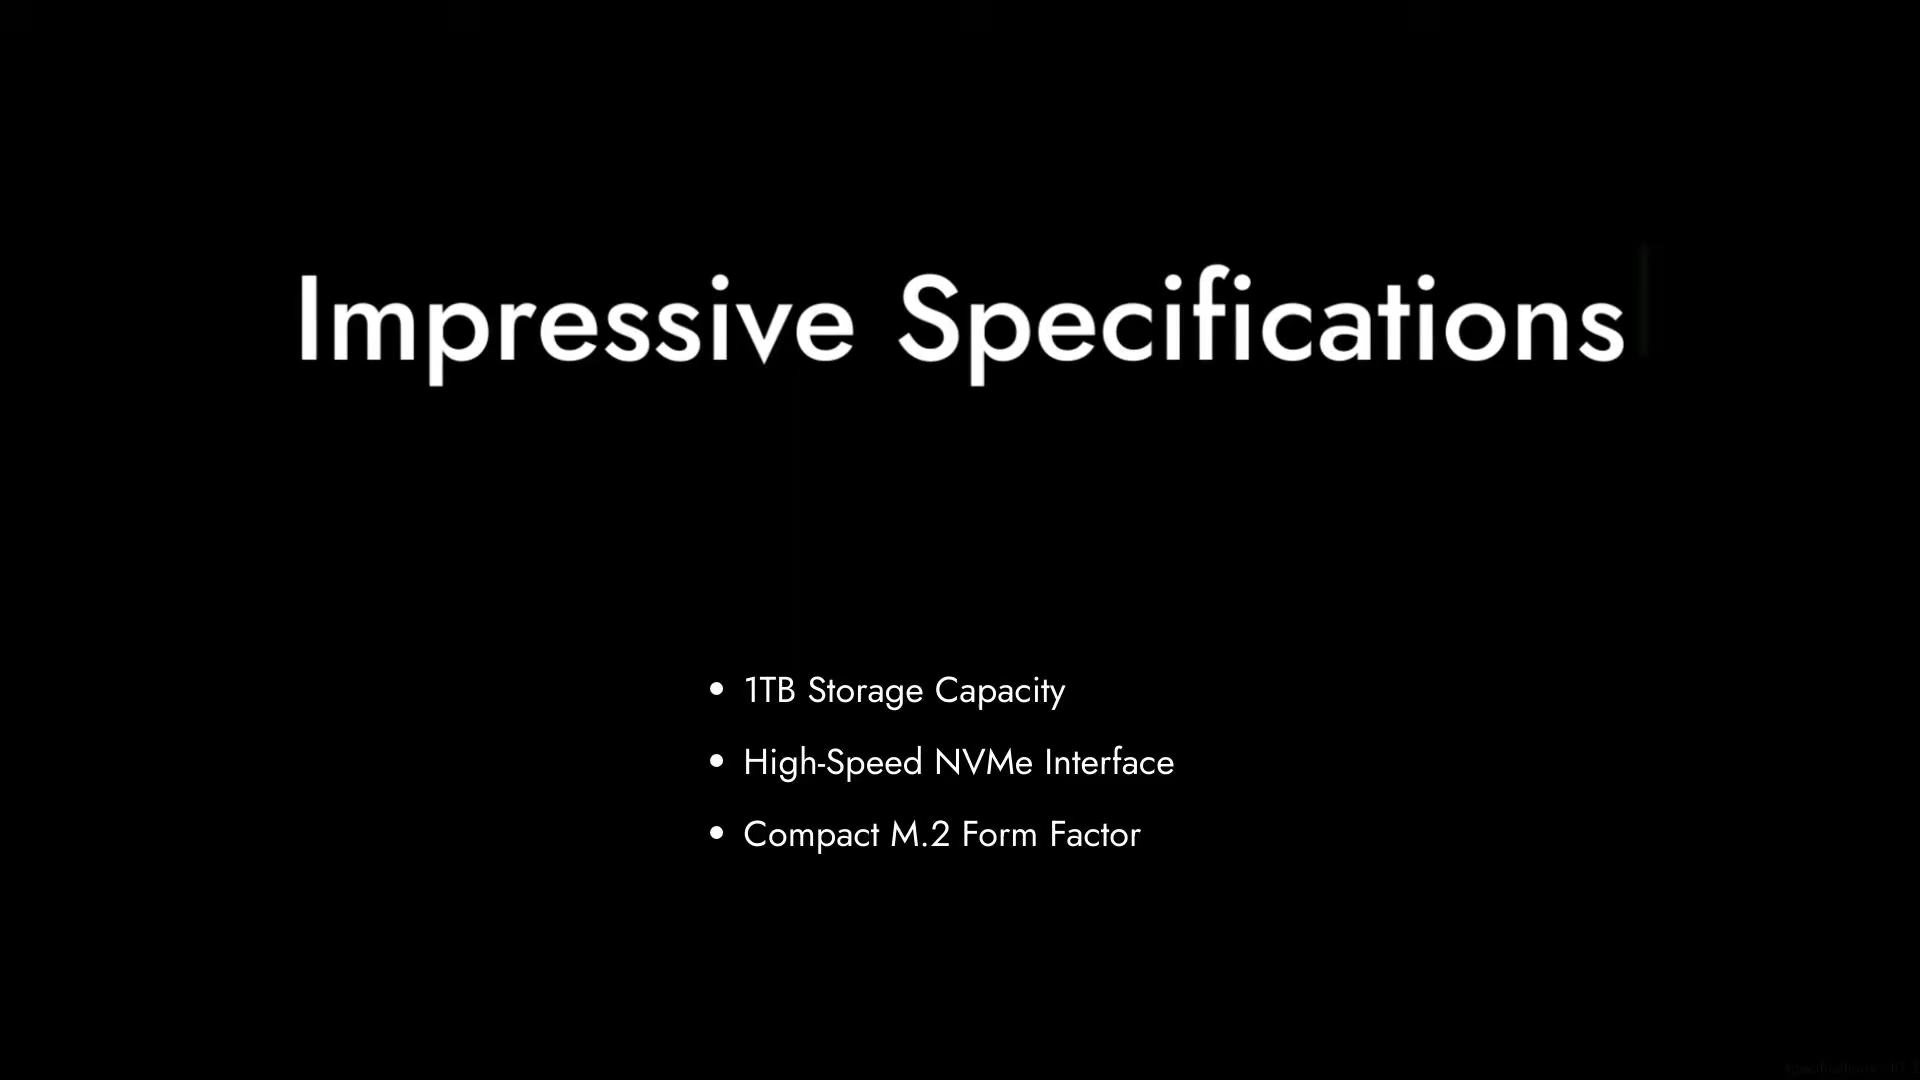 Impressive Specifications
• 1TB Storage Capacity
• High-Speed NVMe Interface
• Compact M.2 Form Factor